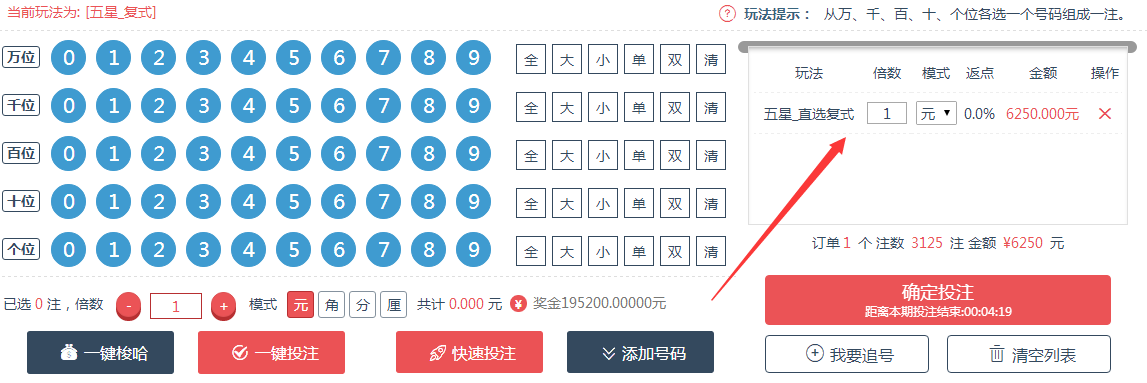 当前玩法为: [五星_复式]
? 玩法提示： 从万、千、百、十、个位各选一个号码组成一注。
万位 0 1 2 3 4 5 6 7 8 9 全 大 小 单 双 清
千位 0 1 2 3 4 5 6 7 8 9 全 大 小 单 双 清
百位 0 1 2 3 4 5 6 7 8 9 全 大 小 单 双 清
十位 0 1 2 3 4 5 6 7 8 9 全 大 小 单 双 清
个位 0 1 2 3 4 5 6 7 8 9 全 大 小 单 双 清
已选 0 注，倍数 - 1 + 模式 元 角 分 厘 共计 0.000 元 ¥ 奖金195200.00000元
一键梭哈 一键投注 快速投注 添加号码
玩法 倍数 模式 返点 金额 操作
五星_直选复式 1 元 0.0% 6250.000元
订单 1 个 注数 3125 注 金额 ¥6250 元
确定投注
距离本期投注结束:00:04:19
我要追号 清空列表